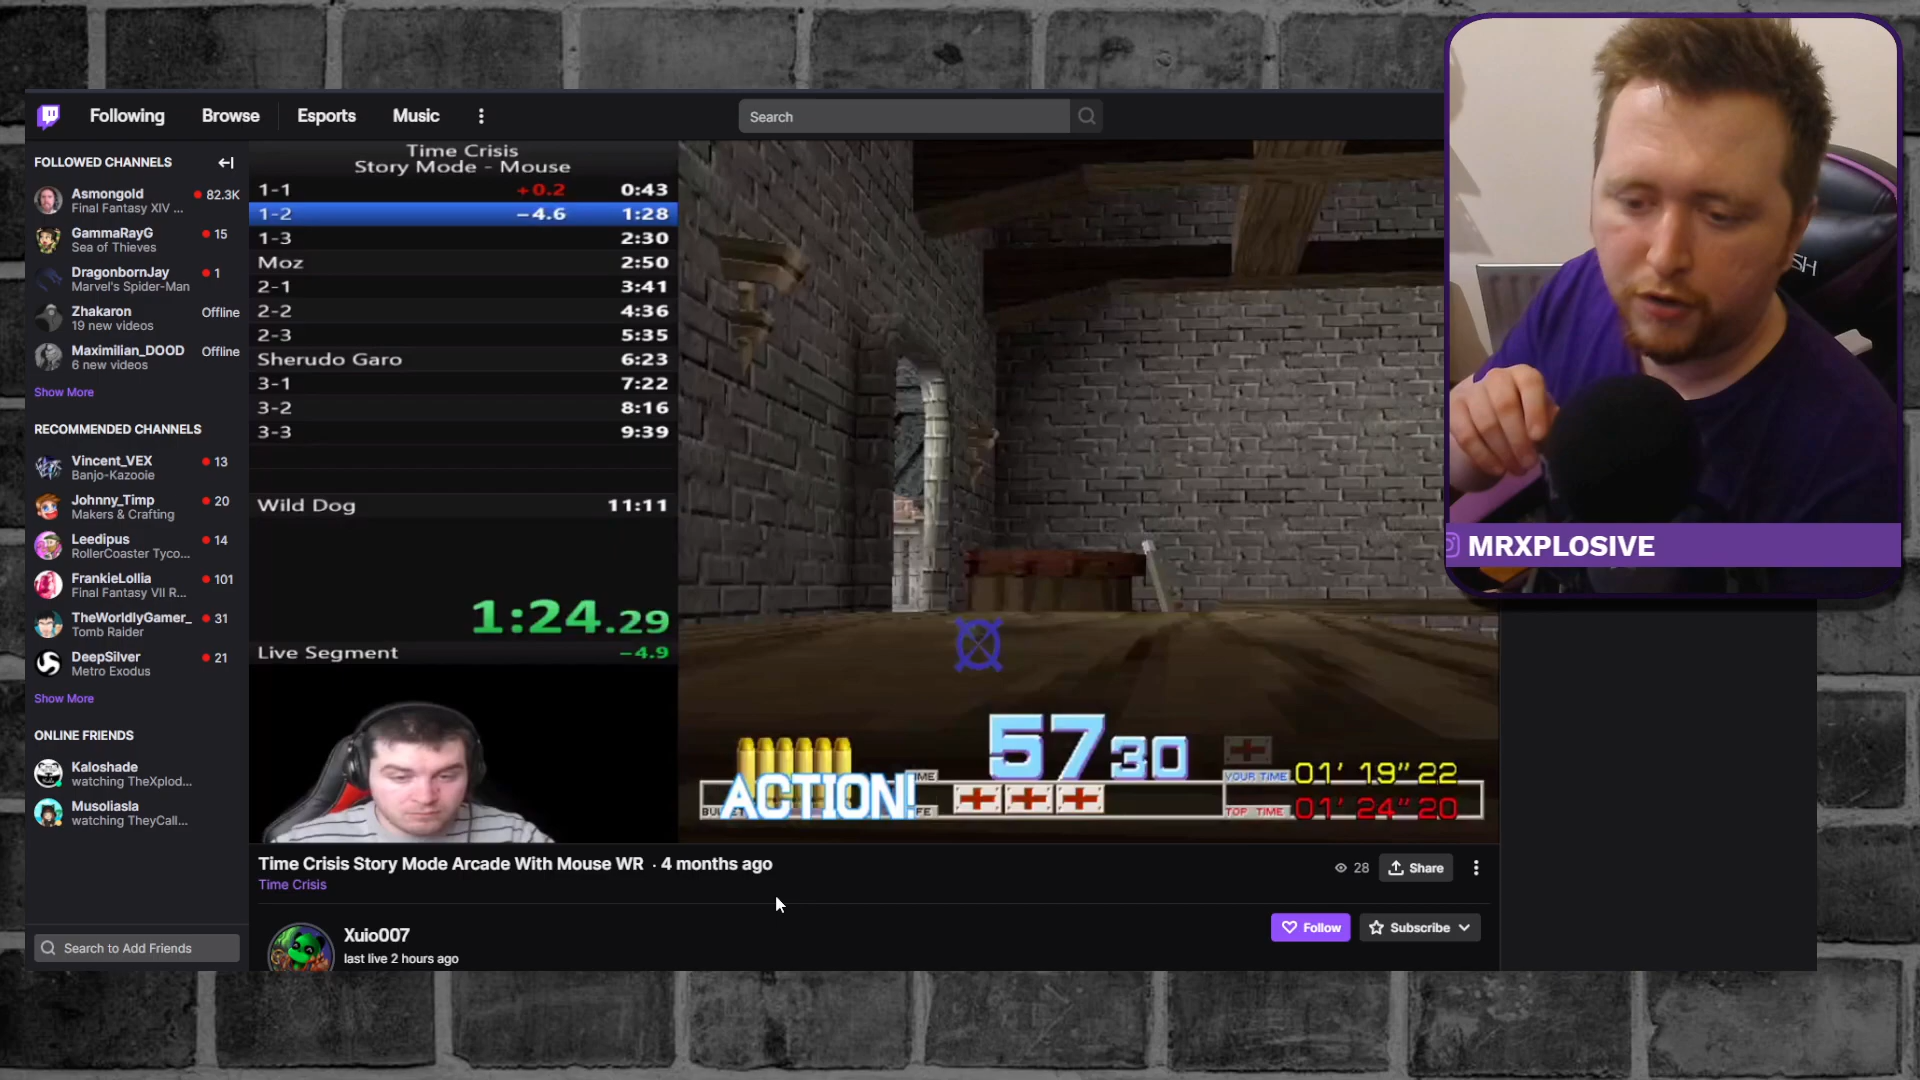 Following
Browse
Esports
Music
Search
FOLLOWED CHANNELS
Asmongold
82.3K
Final Fantasy XIV ...
GammaRayG
15
Sea of Thieves
DragonbornJay
1
Marvel's Spider-Man
Zhakaron
Offline
19 new videos
Maximilian_DOOD
Offline
6 new videos
Show More
RECOMMENDED CHANNELS
Vincent_VEX
13
Banjo-Kazooie
Johnny_Timp
20
Makers & Crafting
Leedipus
14
RollerCoaster Tyco...
FrankieLollia
101
Final Fantasy VII R...
TheWorldlyGamer_
31
Tomb Raider
DeepSilver
21
Metro Exodus
Show More
ONLINE FRIENDS
Kaloshade
watching TheXplod...
Musoliasla
watching TheyCall...
Search to Add Friends
Time Crisis
Story Mode - Mouse
1-1 +0.2 0:43
1-2 -4.6 1:28
1-3 2:30
Moz 2:50
2-1 3:41
2-2 4:36
2-3 5:35
Sherudo Garo 6:23
3-1 7:22
3-2 8:16
3-3 9:39
Wild Dog 11:11
1:24.29
Live Segment -4.9
ACTION!
5730
YOUR TIME 01' 19" 22
TOP TIME 01' 24" 20
Time Crisis Story Mode Arcade With Mouse WR · 4 months ago
Time Crisis
28
Share
Xuio007
last live 2 hours ago
Follow
Subscribe
MRXPLOSIVE